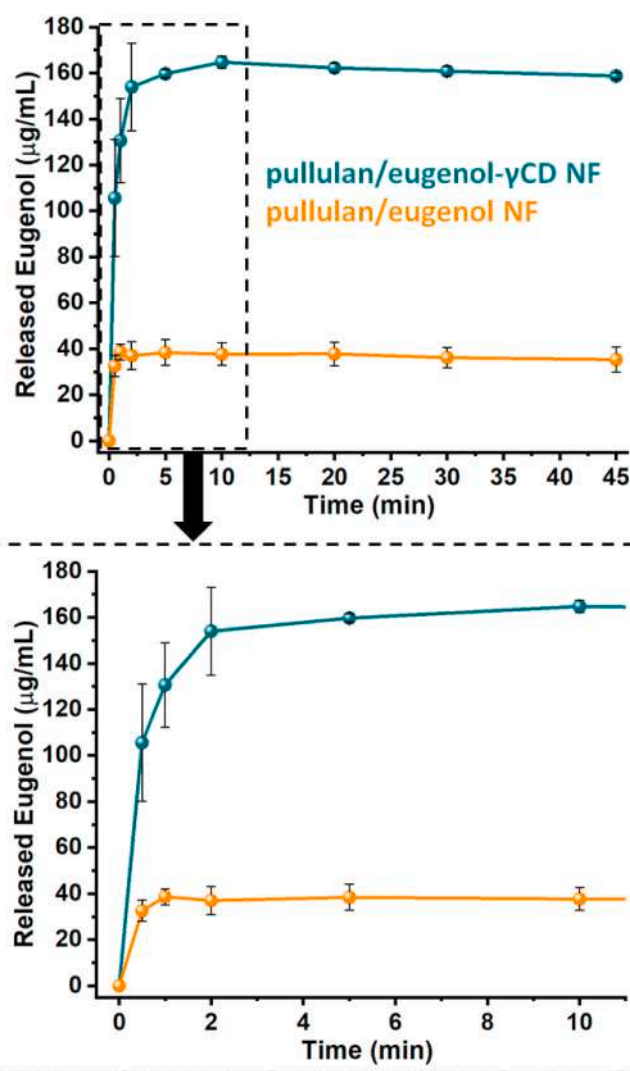 180
160
140
120
100
80
60
40
20
0
Released Eugenol (μg/mL)
pullulan/eugenol-γCD NF
pullulan/eugenol NF
0 5 10 15 20 25 30 35 40 45
Time (min)
180
160
140
120
100
80
60
40
20
0
Released Eugenol (μg/mL)
0 2 4 6 8 10
Time (min)